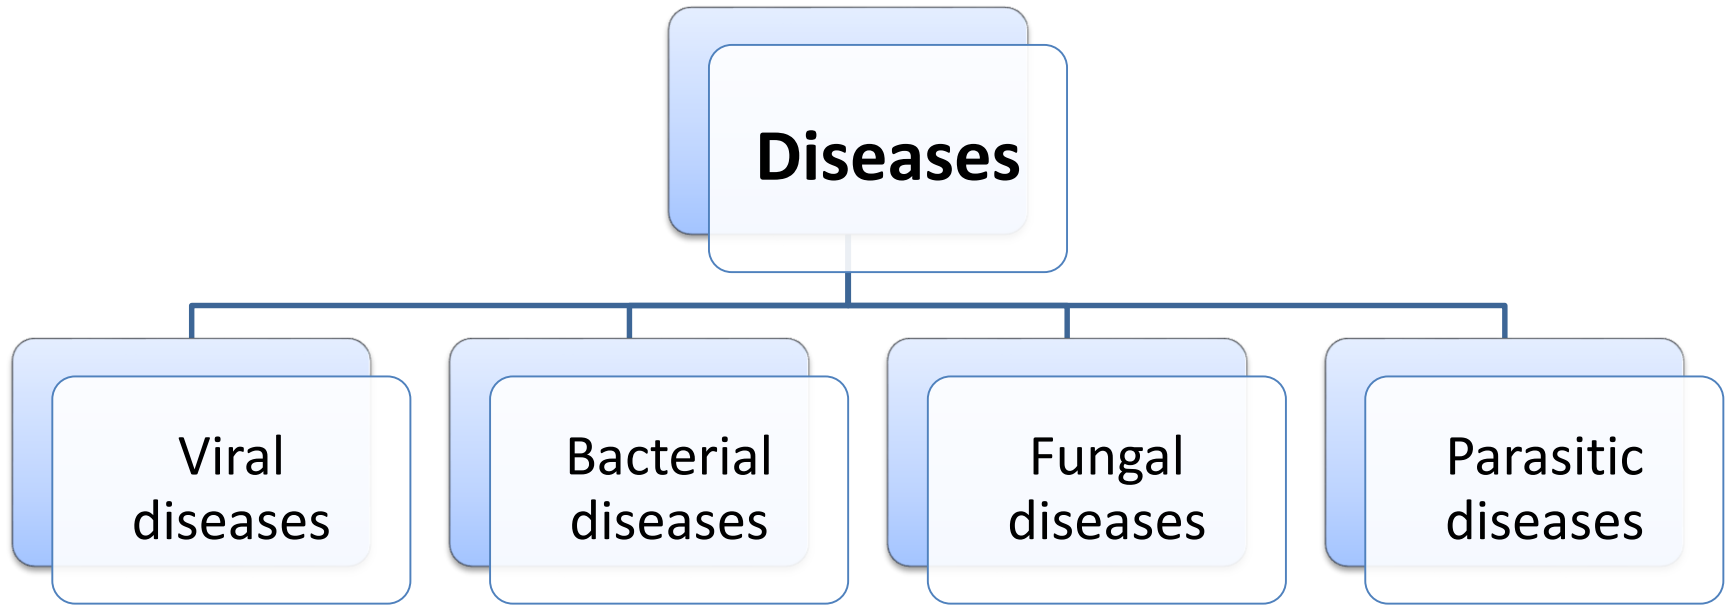 Diseases
Viral
diseases
Bacterial
diseases
Fungal
diseases
Parasitic
diseases